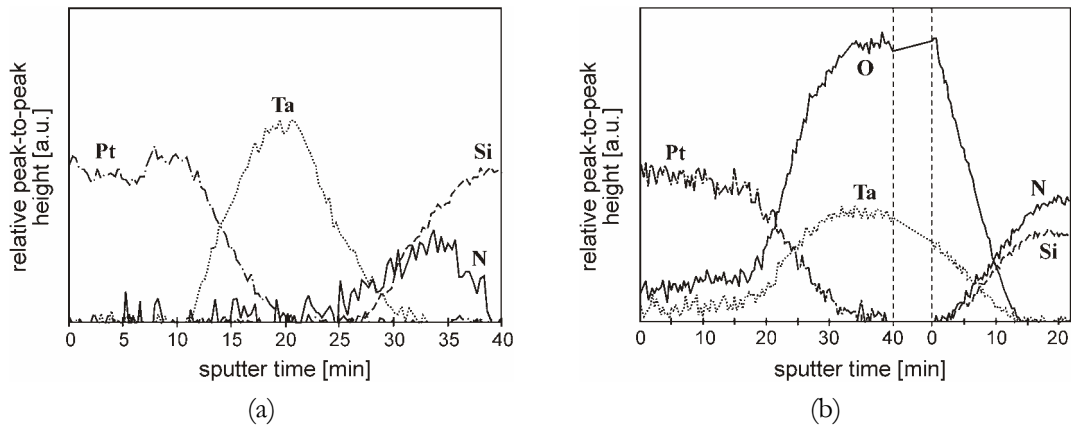 relative peak-to-peak
height [a.u.]
Pt
Ta
Si
N
0 5 10 15 20 25 30 35 40
sputter time [min]
(a)
relative peak-to-peak
height [a.u.]
O
Pt
Ta
N
Si
0 10 20 30 40 0 10 0
sputter time [min]
(b)